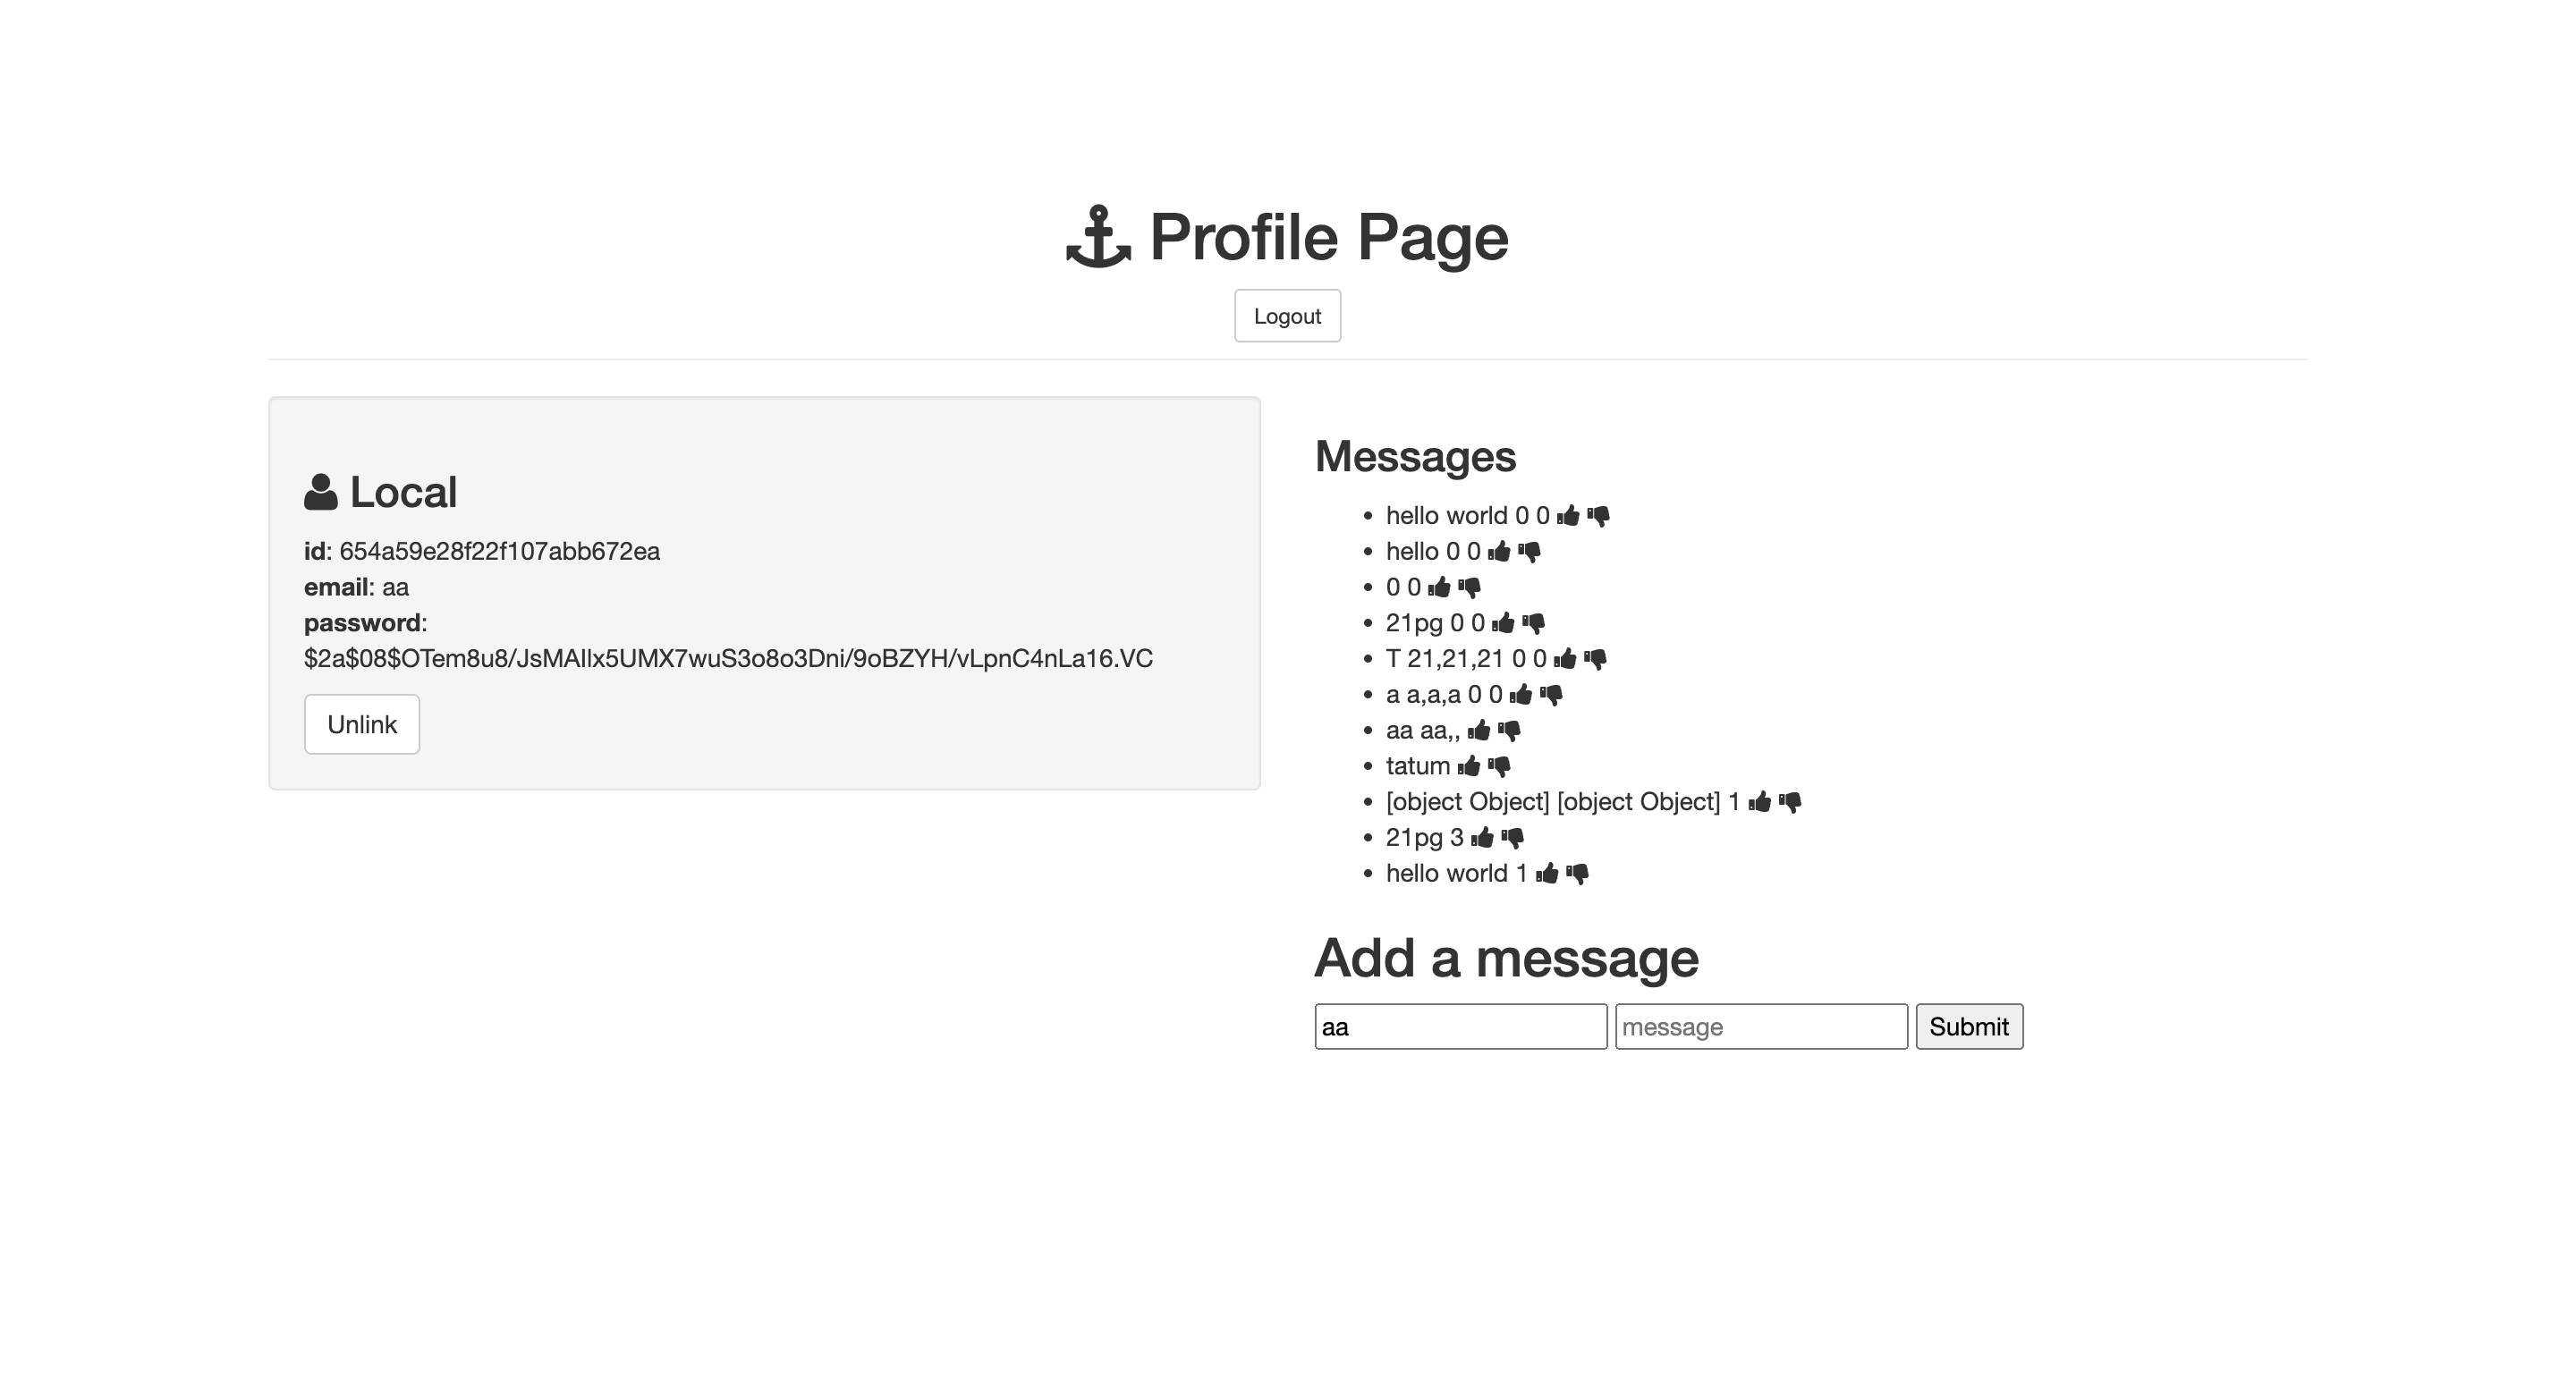 Profile Page
Logout
Local
id: 654a59e28f22f107abb672ea
email: aa
password:
$2a$08$OTem8u8/JsMAIlx5UMX7wuS3o8o3Dni/9oBZYH/vLpnC4nLa16.VC
Unlink
Messages
hello world 0 0
hello 0 0
0 0
21pg 0 0
T 21,21,21 0 0
a a,a,a 0 0
aa aa,,
tatum
[object Object] [object Object] 1
21pg 3
hello world 1
Add a message
aa message Submit